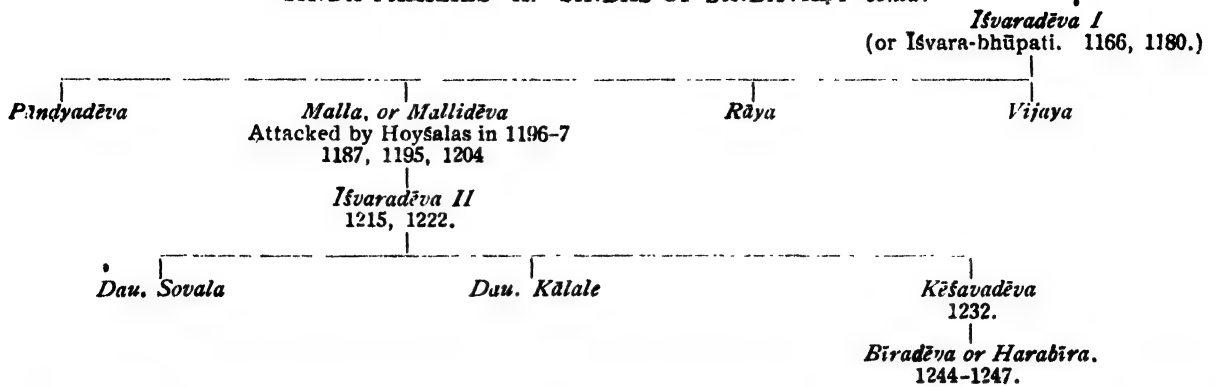 Īśvaradēva I
(or Īśvara-bhūpati. 1166, 1180.)
Pāṇḍyadēva Malla, or Mallidēva Rāya Vijaya
Attacked by Hoyśalas in 1196-7
1187, 1195, 1204
Īśvaradēva II
1215, 1222.
Dau. Sovala Dau. Kālale Kēśavadēva
1232.
Bīradēva or Harabīra.
1244-1247.